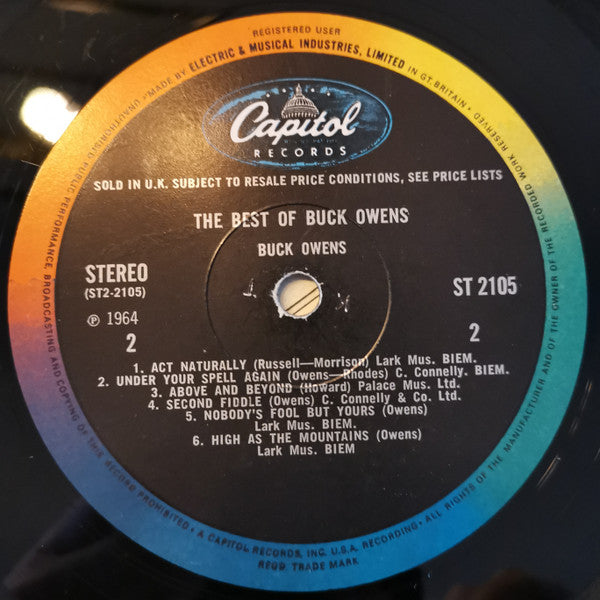 REGISTERED USER
MADE BY ELECTRIC & MUSICAL INDUSTRIES, LIMITED IN GT. BRITAIN •
Capitol
RECORDS
SOLD IN U.K. SUBJECT TO RESALE PRICE CONDITIONS, SEE PRICE LISTS
THE BEST OF BUCK OWENS
BUCK OWENS
STEREO
(ST2-2105)
ST 2105
℗ 1964
2
2
1. ACT NATURALLY (Russell—Morrison) Lark Mus. BIEM.
2. UNDER YOUR SPELL AGAIN (Owens—Rhodes) C. Connelly. BIEM.
3. ABOVE AND BEYOND (Howard) Palace Mus. Ltd.
4. SECOND FIDDLE (Owens) C. Connelly & Co. Ltd.
5. NOBODY'S FOOL BUT YOURS (Owens)
Lark Mus. BIEM.
6. HIGH AS THE MOUNTAINS (Owens)
Lark Mus. BIEM
ALL RIGHTS OF THE MANUFACTURER AND OF THE OWNER OF THE RECORDED WORK RESERVED
UNAUTHORISED PUBLIC PERFORMANCE, BROADCASTING AND COPYING OF THIS RECORD PROHIBITED •
A CAPITOL RECORDS, INC. U.S.A. RECORDING •
REGD. TRADE MARK